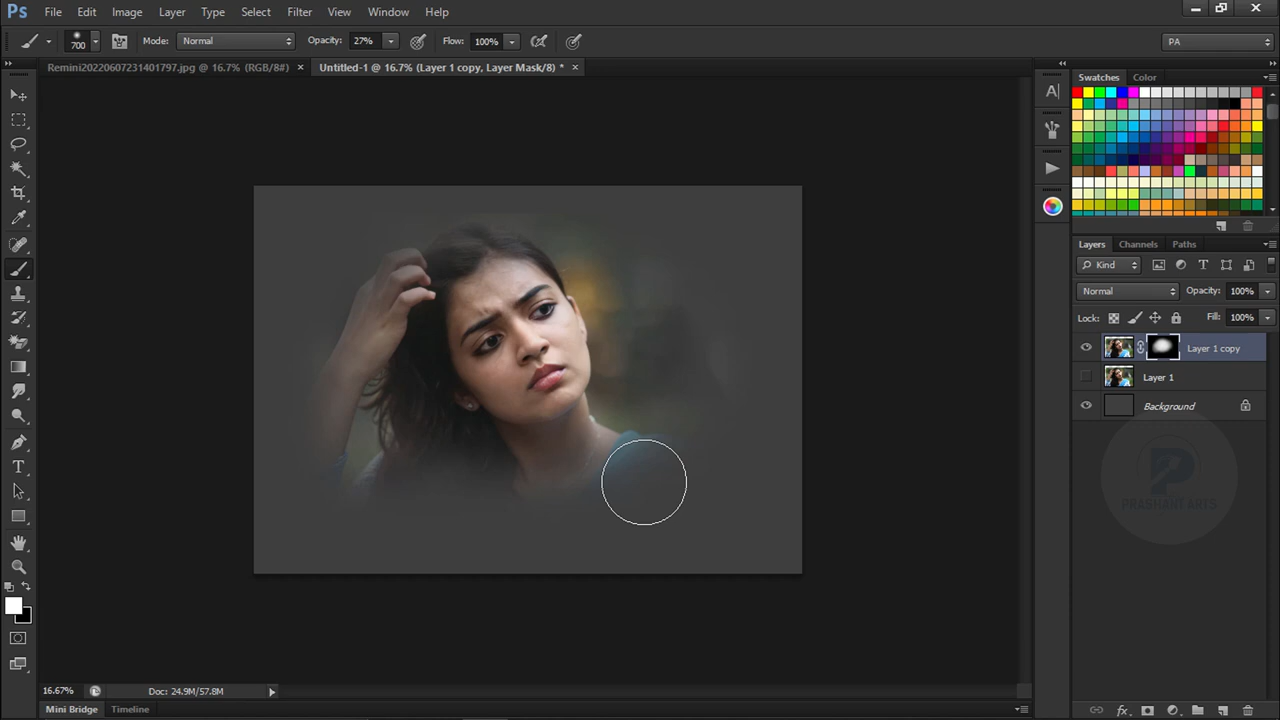 Ps File Edit Image Layer Type Select Filter View Window Help
700 Mode: Normal Opacity: 27% Flow: 100% PA
Remini20220607231401797.jpg @ 16.7% (RGB/8#) × Untitled-1 @ 16.7% (Layer 1 copy, Layer Mask/8) * ×
Swatches Color
Layers Channels Paths
Kind
Normal Opacity: 100%
Lock: Fill: 100%
Layer 1 copy
Layer 1
Background
PRASHANT ARTS
16.67% Doc: 24.9M/57.8M
Mini Bridge Timeline